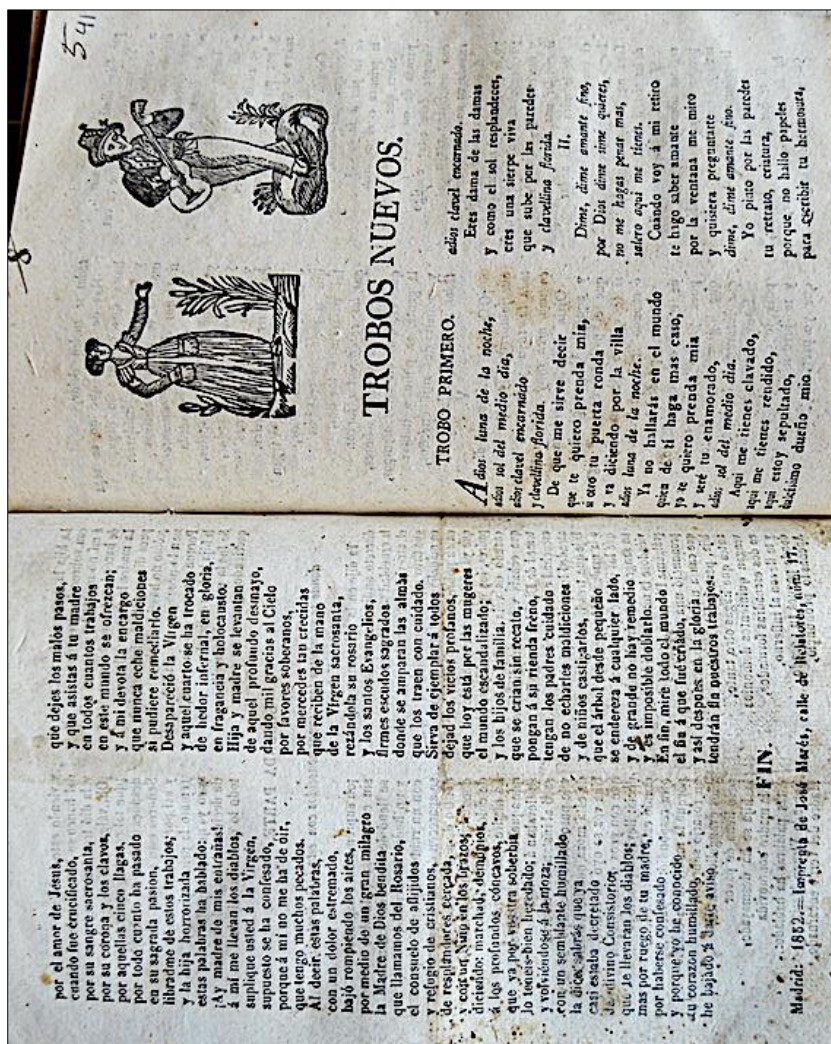 por el amor de Jesus,
cuando fue crucificado,
por su sangre sacrosanta,
por su corona y los clavos,
por aquellas cinco llagas,
por todo cuanto ha pasado
en su sagrada pasion,
libradme de estos trabajos;
y la hija horrorizada
estas palabras ha hablado:
¡Ay madre de mis entrañas!
á mí me llevan los diablos,
suplique usted á la Vírgen,
supuesto se ha confesado,
porque á mí no me ha de oir,
que tengo muchos pecados.
Al decir estas palabras,
con un dolor estremado,
bajó rompiendo los aires,
por medio de un gran milagro
la Madre de Dios bendita
que llamamos del Rosario,
el consuelo de aflijidos
y refugio de cristianos,
de resplandores cercada,
y con un Niño en los brazos;
diciendo: marchad, demonios,
á los profundos cóncavos,
que ya por vuestra soberbia
lo teneis bien heredado;
y volviéndose á la moza:
con un semblante humillado
la dice: sabras que ya
casi estaba decretado
divino Consistorio,
que te llevaran los diablos;
mas por ruego de tu madre,
por haberse confesado
y porque yo he conocido
tu corazon humillado,
he bajado á darte aviso
que dejes los malos pasos,
y que asistas á tu madre
en todos cuantos trabajos
en este mundo se ofrezcan;
y á mi devota la encargo
que nunca eche maldiciones
si pudiere remediarlo.
Desapareció la Vírgen
y aquel cuarto se ha trocado
de hedor infernal, en gloria,
en fragancia y holocausto.
Hija y madre se levantan
de aquel profundo desmayo,
dando mil gracias al Cielo
por favores soberanos,
por mercedes tan crecidas
que reciben de la mano
de la Vírgen sacrosanta,
rezándola su rosario
y los santos Evangelios,
firmes escudos sagrados
donde se amparan las almas
que los traen con cuidado.
Sirva de ejemplar á todos
dejad los vicios profanos,
que hoy está por las mugeres
el mundo escandalizado;
y los hijos de familia.
que se crian sin recato,
pongan á su rienda freno,
tengan los padres cuidado
de no echarles maldiciones
y de niños castigarlos,
que el árbol desde pequeño
se endereza á cualquier lado,
y de grande no hay remedio
y es imposible doblarlo.
En fin, mire todo el mundo
el fin á que fué criado,
y así despues en la gloria
tendrán fin nuestros trabajos.
FIN.
Madrid: 1852.=Imprenta de José Marés, calle de Relatores, núm. 17.
541
TROBOS NUEVOS.
TROBO PRIMERO.
Adios luna de la noche,
adios sol del medio dia,
adios clavel encarnado
y clavellina florida.
De que me sirve decir
que te quiero prenda mia,
si otro tu puerta ronda
y va diciendo por la villa
adios luna de la noche.
Ya no hallarás en el mundo
quien de tí haga mas caso,
yo te quiero prenda mia
y seré tu enamorado,
adios, sol del medio dia.
Aqui me tienes clavado,
aqui me tienes rendido,
aqui estoy sepultado,
dulcísimo dueño mio
adios clavel encarnado.
Eres dama de las damas
y como el sol resplandeces,
eres una sierpe viva
que sube por las paredes
y clavellina florida.
II.
Dime, dime amante fino,
por Dios dime sime quieres,
no me hagas penar mas,
salero aquí me tienes.
Cuando voy á mi retiro
te hago saber amante
por la ventana me miro
y quisiera preguntarte
dime, dime amante fino.
Yo pinto por las paredes
tu retrato, criatura,
porque no hallo papeles
para escribir tu hermosura,